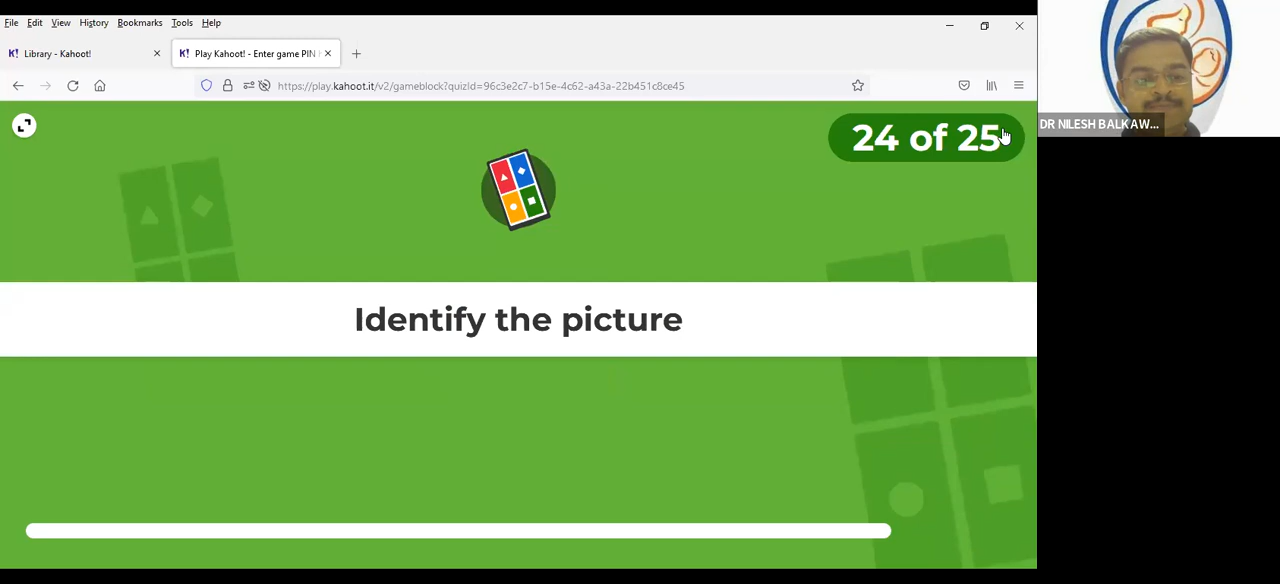 File Edit View History Bookmarks Tools Help
K! Library - Kahoot!
K! Play Kahoot! - Enter game PIN
https://play.kahoot.it/v2/gameblock?quizId=96c3e2c7-b15e-4c62-a43a-22b451c8ce45
24 of 25
DR NILESH BALKAW...
Identify the picture